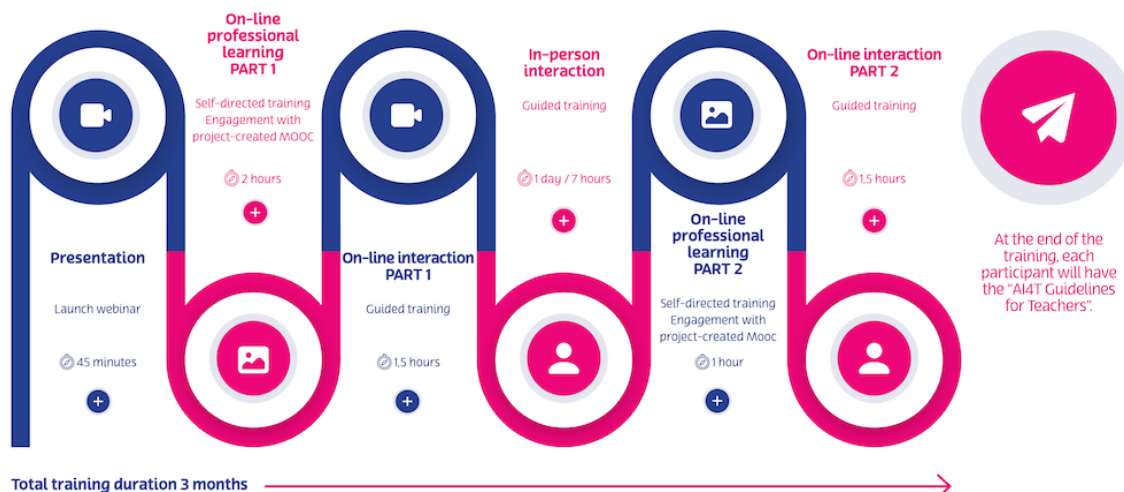 Presentation
Launch webinar
45 minutes
On-line
professional
learning
PART 1
Self-directed training
Engagement with
project-created MOOC
2 hours
On-line interaction
PART 1
Guided training
1,5 hours
In-person
interaction
Guided training
1 day / 7 hours
On-line
professional
learning
PART 2
Self-directed training
Engagement with
project-created Mooc
1 hour
On-line interaction
PART 2
Guided training
1,5 hours
At the end of the
training, each
participant will have
the "AI4T Guidelines
for Teachers".
Total training duration 3 months